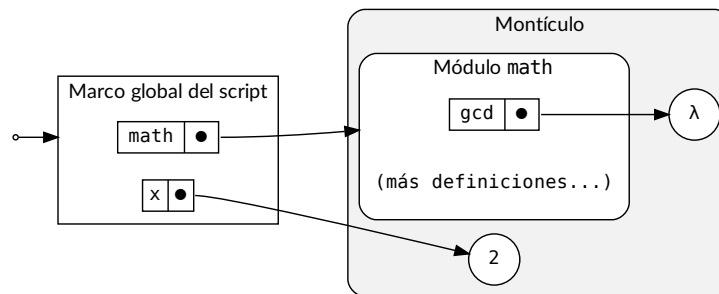 Montículo
Marco global del script
Módulo math
math
gcd
λ
x
(más definiciones...)
2